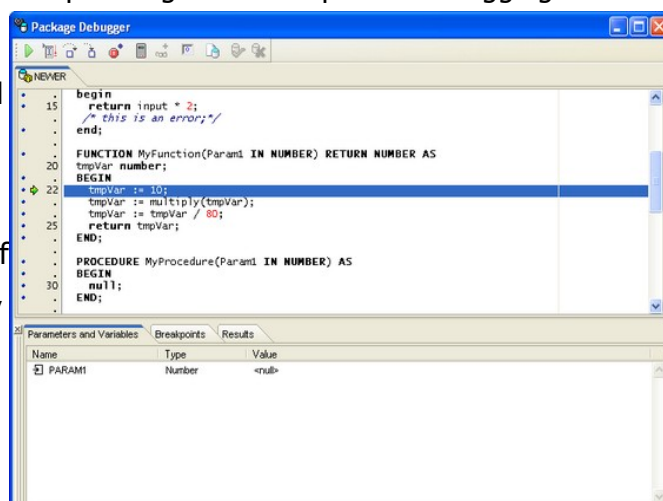 Package Debugger
NEWER
begin
15 return input * 2;
/* this is an error;*/
end;
FUNCTION MyFunction(Param1 IN NUMBER) RETURN NUMBER AS
20 tmpVar number;
BEGIN
22 tmpVar := 10;
tmpVar := multiply(tmpVar);
tmpVar := tmpVar / 80;
25 return tmpVar;
END;
PROCEDURE MyProcedure(Param1 IN NUMBER) AS
BEGIN
30 null;
END;
Parameters and Variables Breakpoints Results
Name Type Value
PARAM1 Number <null>